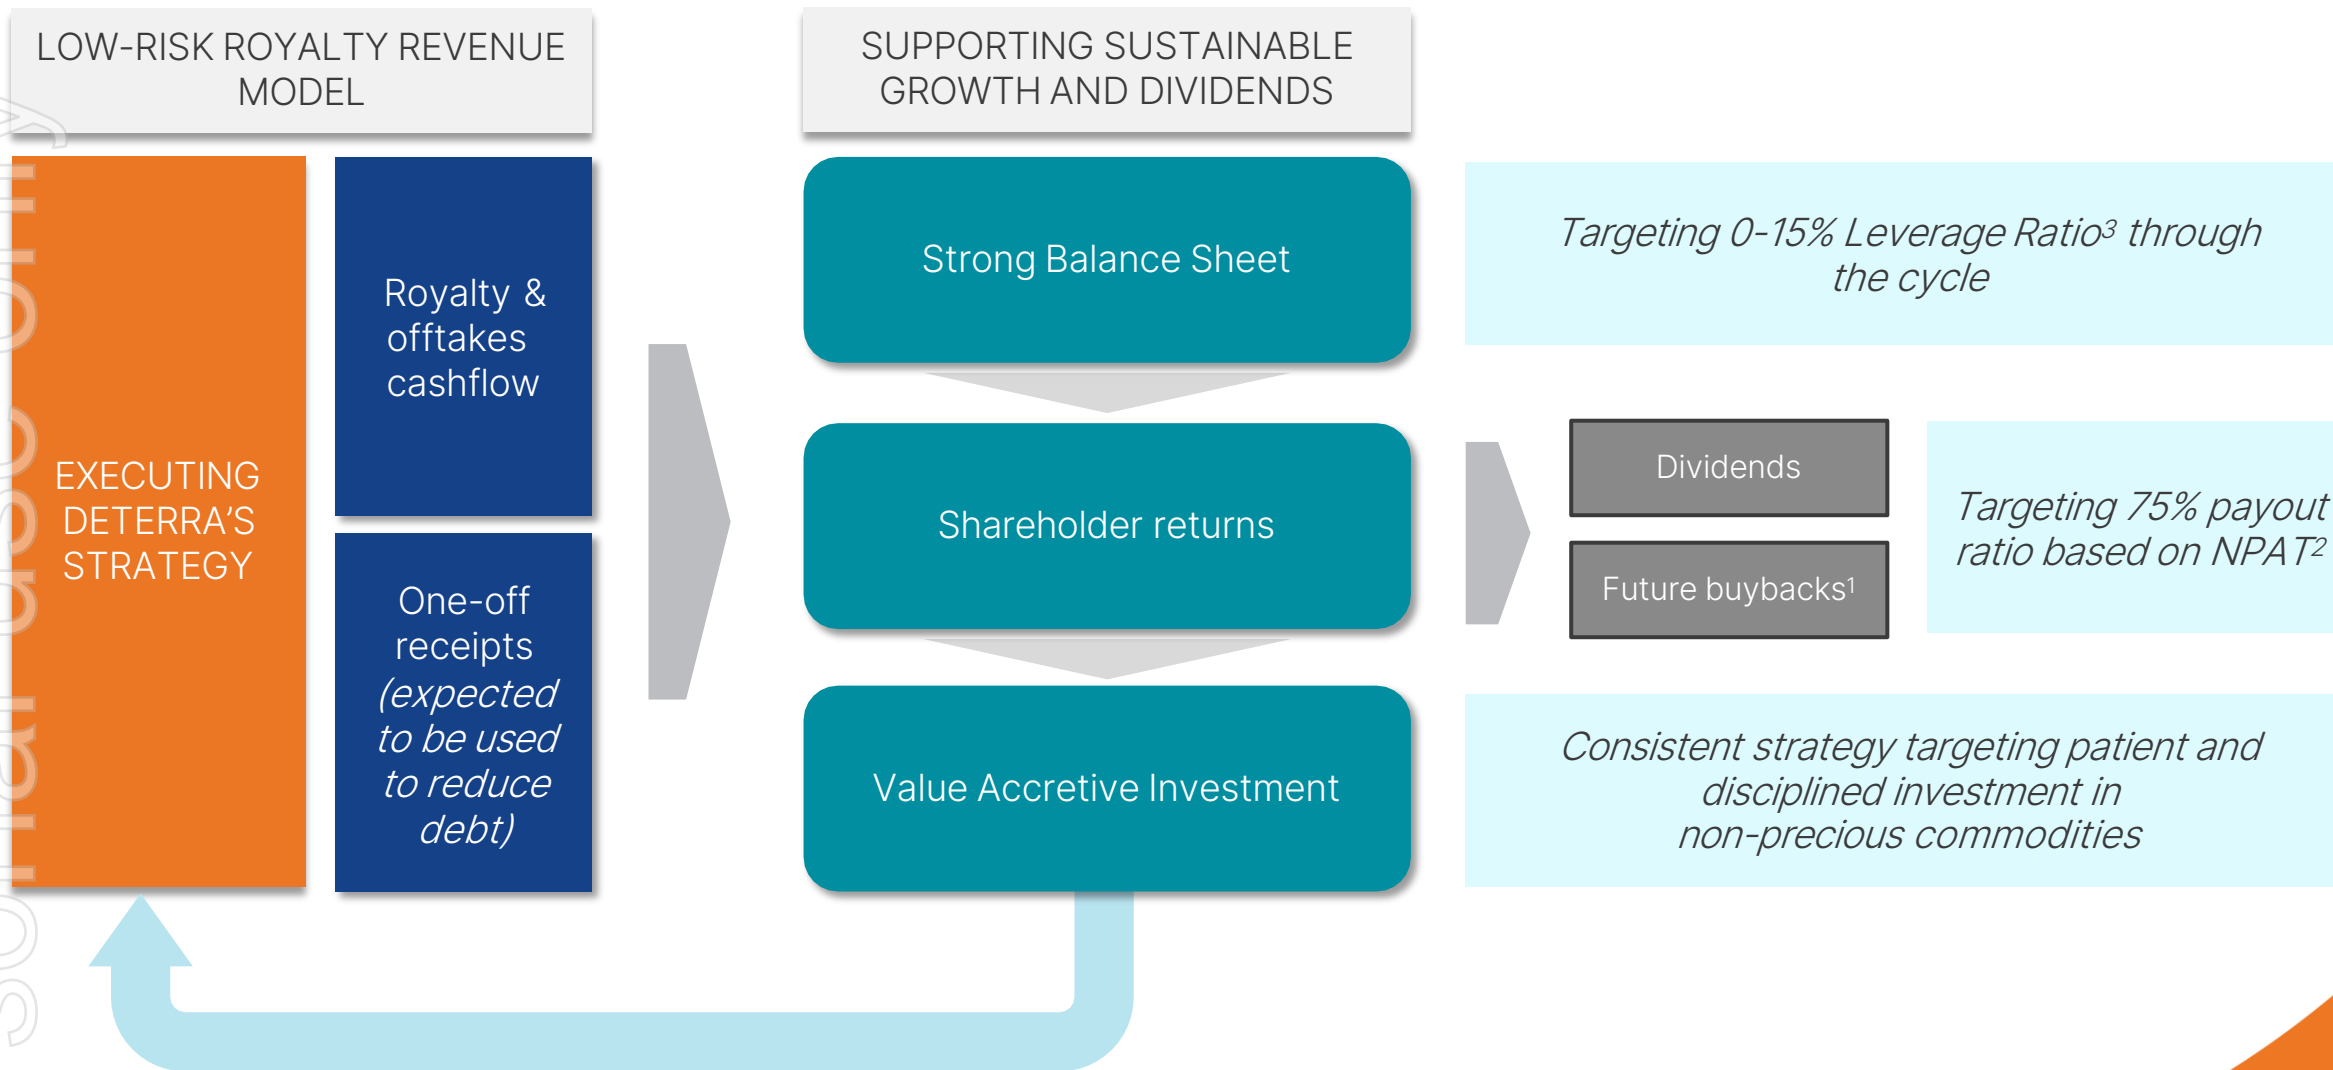 LOW-RISK ROYALTY REVENUE
MODEL
SUPPORTING SUSTAINABLE
GROWTH AND DIVIDENDS
EXECUTING
DETERRA'S
STRATEGY
Royalty &
offtakes
cashflow
One-off
receipts
(expected
to be used
to reduce
debt)
Strong Balance Sheet
Targeting 0-15% Leverage Ratio³ through
the cycle
Shareholder returns
Dividends
Future buybacks¹
Targeting 75% payout
ratio based on NPAT²
Value Accretive Investment
Consistent strategy targeting patient and
disciplined investment in
non-precious commodities